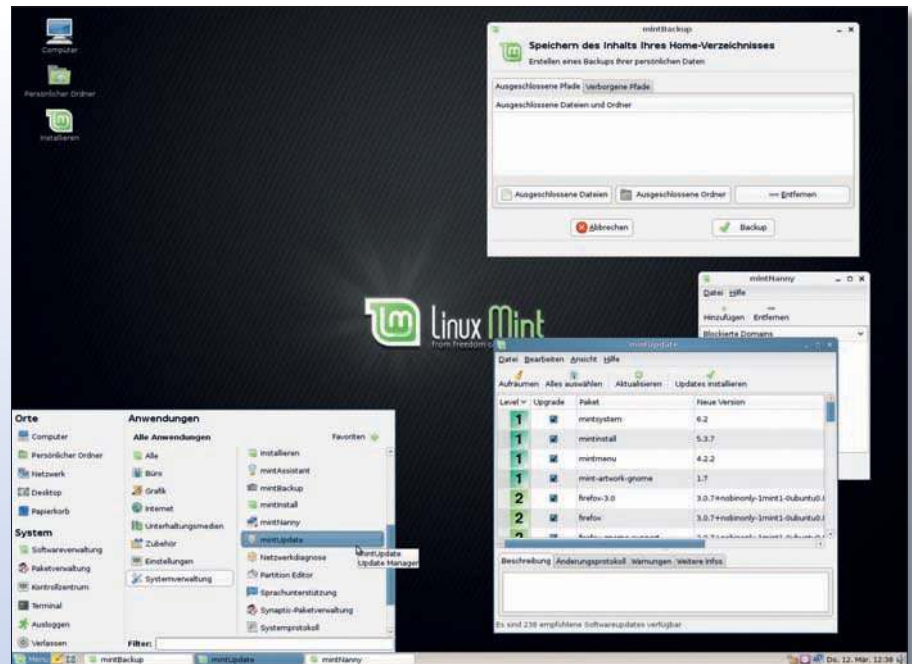 Computer
Persönlicher Ordner
Installieren
mintBackup
Speichern des Inhalts Ihres Home-Verzeichnisses
Erstellen eines Backups Ihrer persönlichen Daten
Ausgeschlossene Pfade Verborgene Pfade
Ausgeschlossene Dateien und Ordner
Ausgeschlossene Dateien Ausgeschlossene Ordner Entfernen
Abbrechen Backup
Linux Mint
from freedom
mintNanny
Datei Hilfe
Hinzufügen Entfernen
Blockierte Domains
mintUpdate
Datei Bearbeiten Ansicht Hilfe
Aufräumen Alles auswählen Aktualisieren Updates installieren
Level Upgrade Paket Neue Version
1 mintsystem 6.2
1 mintinstall 5.3.7
1 mintmenu 4.2.2
1 mint-artwork-gnome 1.7
2 firefox-3.0 3.0.7+nobinonly-1mint1-0ubuntu0.
2 firefox 3.0.7+nobinonly-1mint1-0ubuntu0.
Beschreibung Änderungsprotokoll Warnungen Weitere Infos
Es sind 238 empfohlene Softwareupdates verfügbar
Orte
Computer
Persönlicher Ordner
Netzwerk
Desktop
Papierkorb
System
Softwareverwaltung
Paketverwaltung
Kontrollzentrum
Terminal
Ausloggen
Verlassen
Anwendungen
Alle Anwendungen Favoriten
Alle
Büro
Grafik
Internet
Unterhaltungsmedien
Zubehör
Einstellungen
Systemverwaltung
Installieren
mintAssistant
mintBackup
mintInstall
mintNanny
mintUpdate
Netzwerkdiagnose
Partition Editor
Sprachunterstützung
Synaptic-Paketverwaltung
Systemprotokoll
mintUpdate
Update Manager
Filter:
Menu mintBackup mintUpdate mintNanny Do, 12. Mär, 12:38